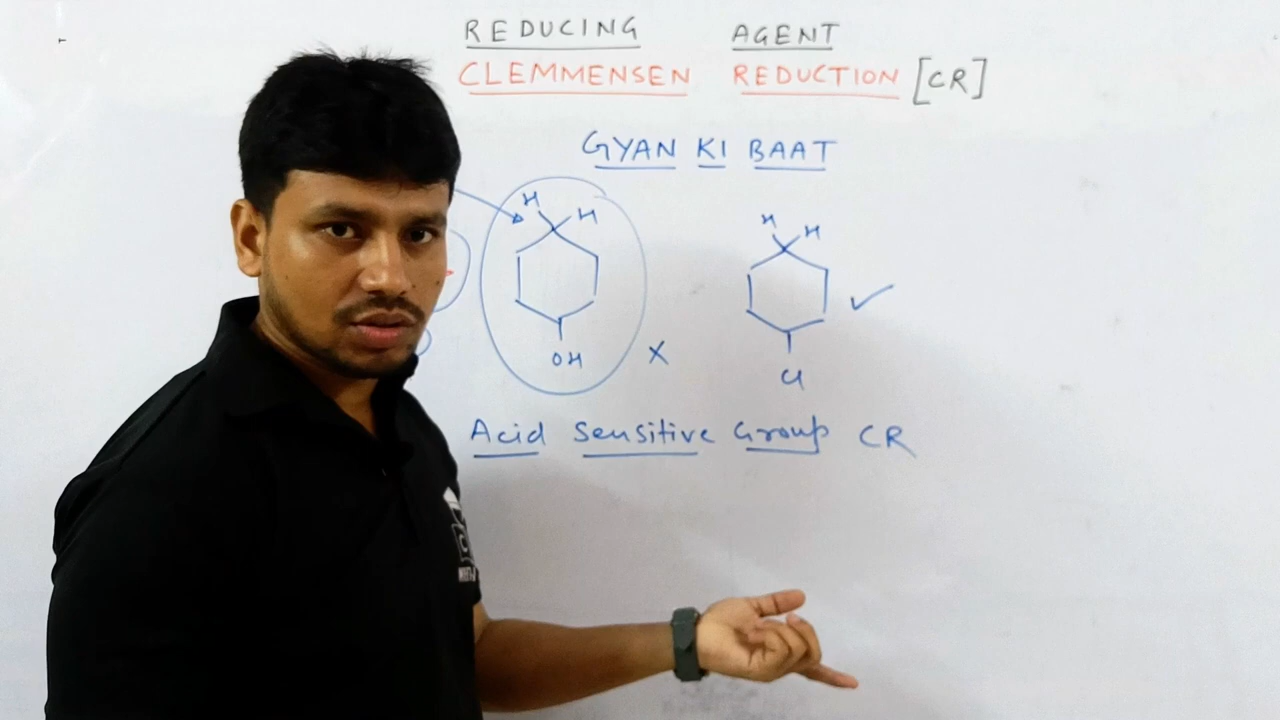 REDUCING AGENT
CLEMMENSEN REDUCTION [CR]
GYAN KI BAAT
H H
H H
OH X
Cl
Acid Sensitive Group CR